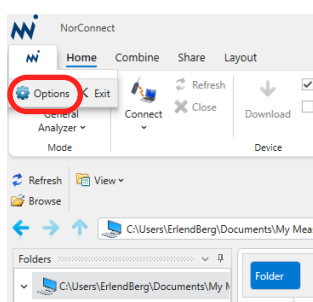 NorConnect
Home Combine Share Layout
Options Exit
General
Analyzer
Mode
Connect
Refresh
Close
Download
Device
Refresh View
Browse
C:\Users\ErlendBerg\Documents\My Mea
Folders
C:\Users\ErlendBerg\Documents\My M
Folder